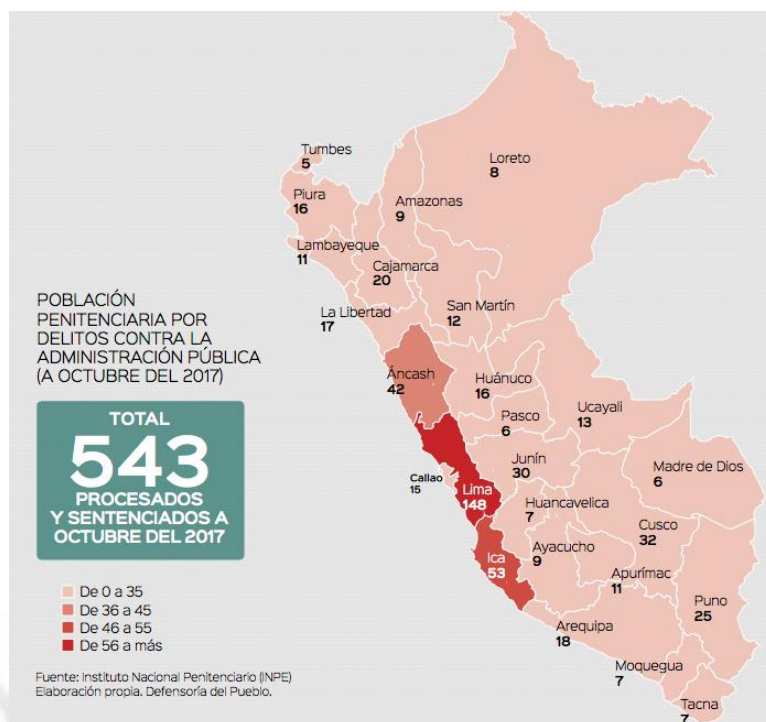 Tumbes
5
Loreto
8
Piura
16
Amazonas
9
Lambayeque
11
Cajamarca
20
POBLACIÓN
PENITENCIARIA POR
DELITOS CONTRA LA
ADMINISTRACIÓN PÚBLICA
(A OCTUBRE DEL 2017)
La Libertad
17
San Martín
12
Áncash
42
Huánuco
16
Pasco
6
Ucayali
13
TOTAL
543
PROCESADOS
Y SENTENCIADOS A
OCTUBRE DEL 2017
Junín
30
Madre de Dios
6
Callao
15
Lima
148
Huancavelica
7
Cusco
32
Ayacucho
9
Ica
53
Apurímac
11
Puno
25
Arequipa
18
Moquegua
7
Tacna
7
De 0 a 35
De 36 a 45
De 46 a 55
De 56 a más
Fuente: Instituto Nacional Penitenciario (INPE)
Elaboración propia. Defensoría del Pueblo.